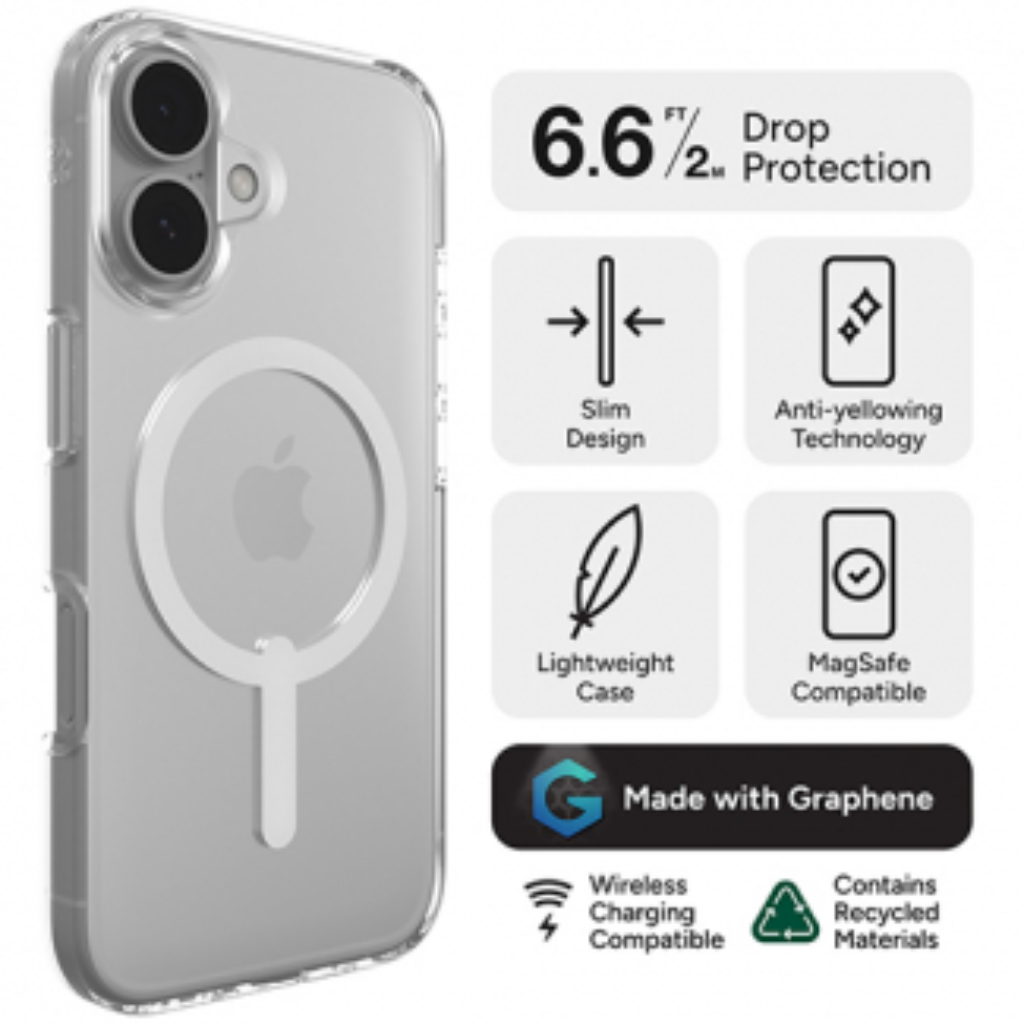 6.6 FT/2M Drop
Protection
Slim
Design
Anti-yellowing
Technology
Lightweight
Case
MagSafe
Compatible
G Made with Graphene
Wireless
Charging
Compatible
Contains
Recycled
Materials